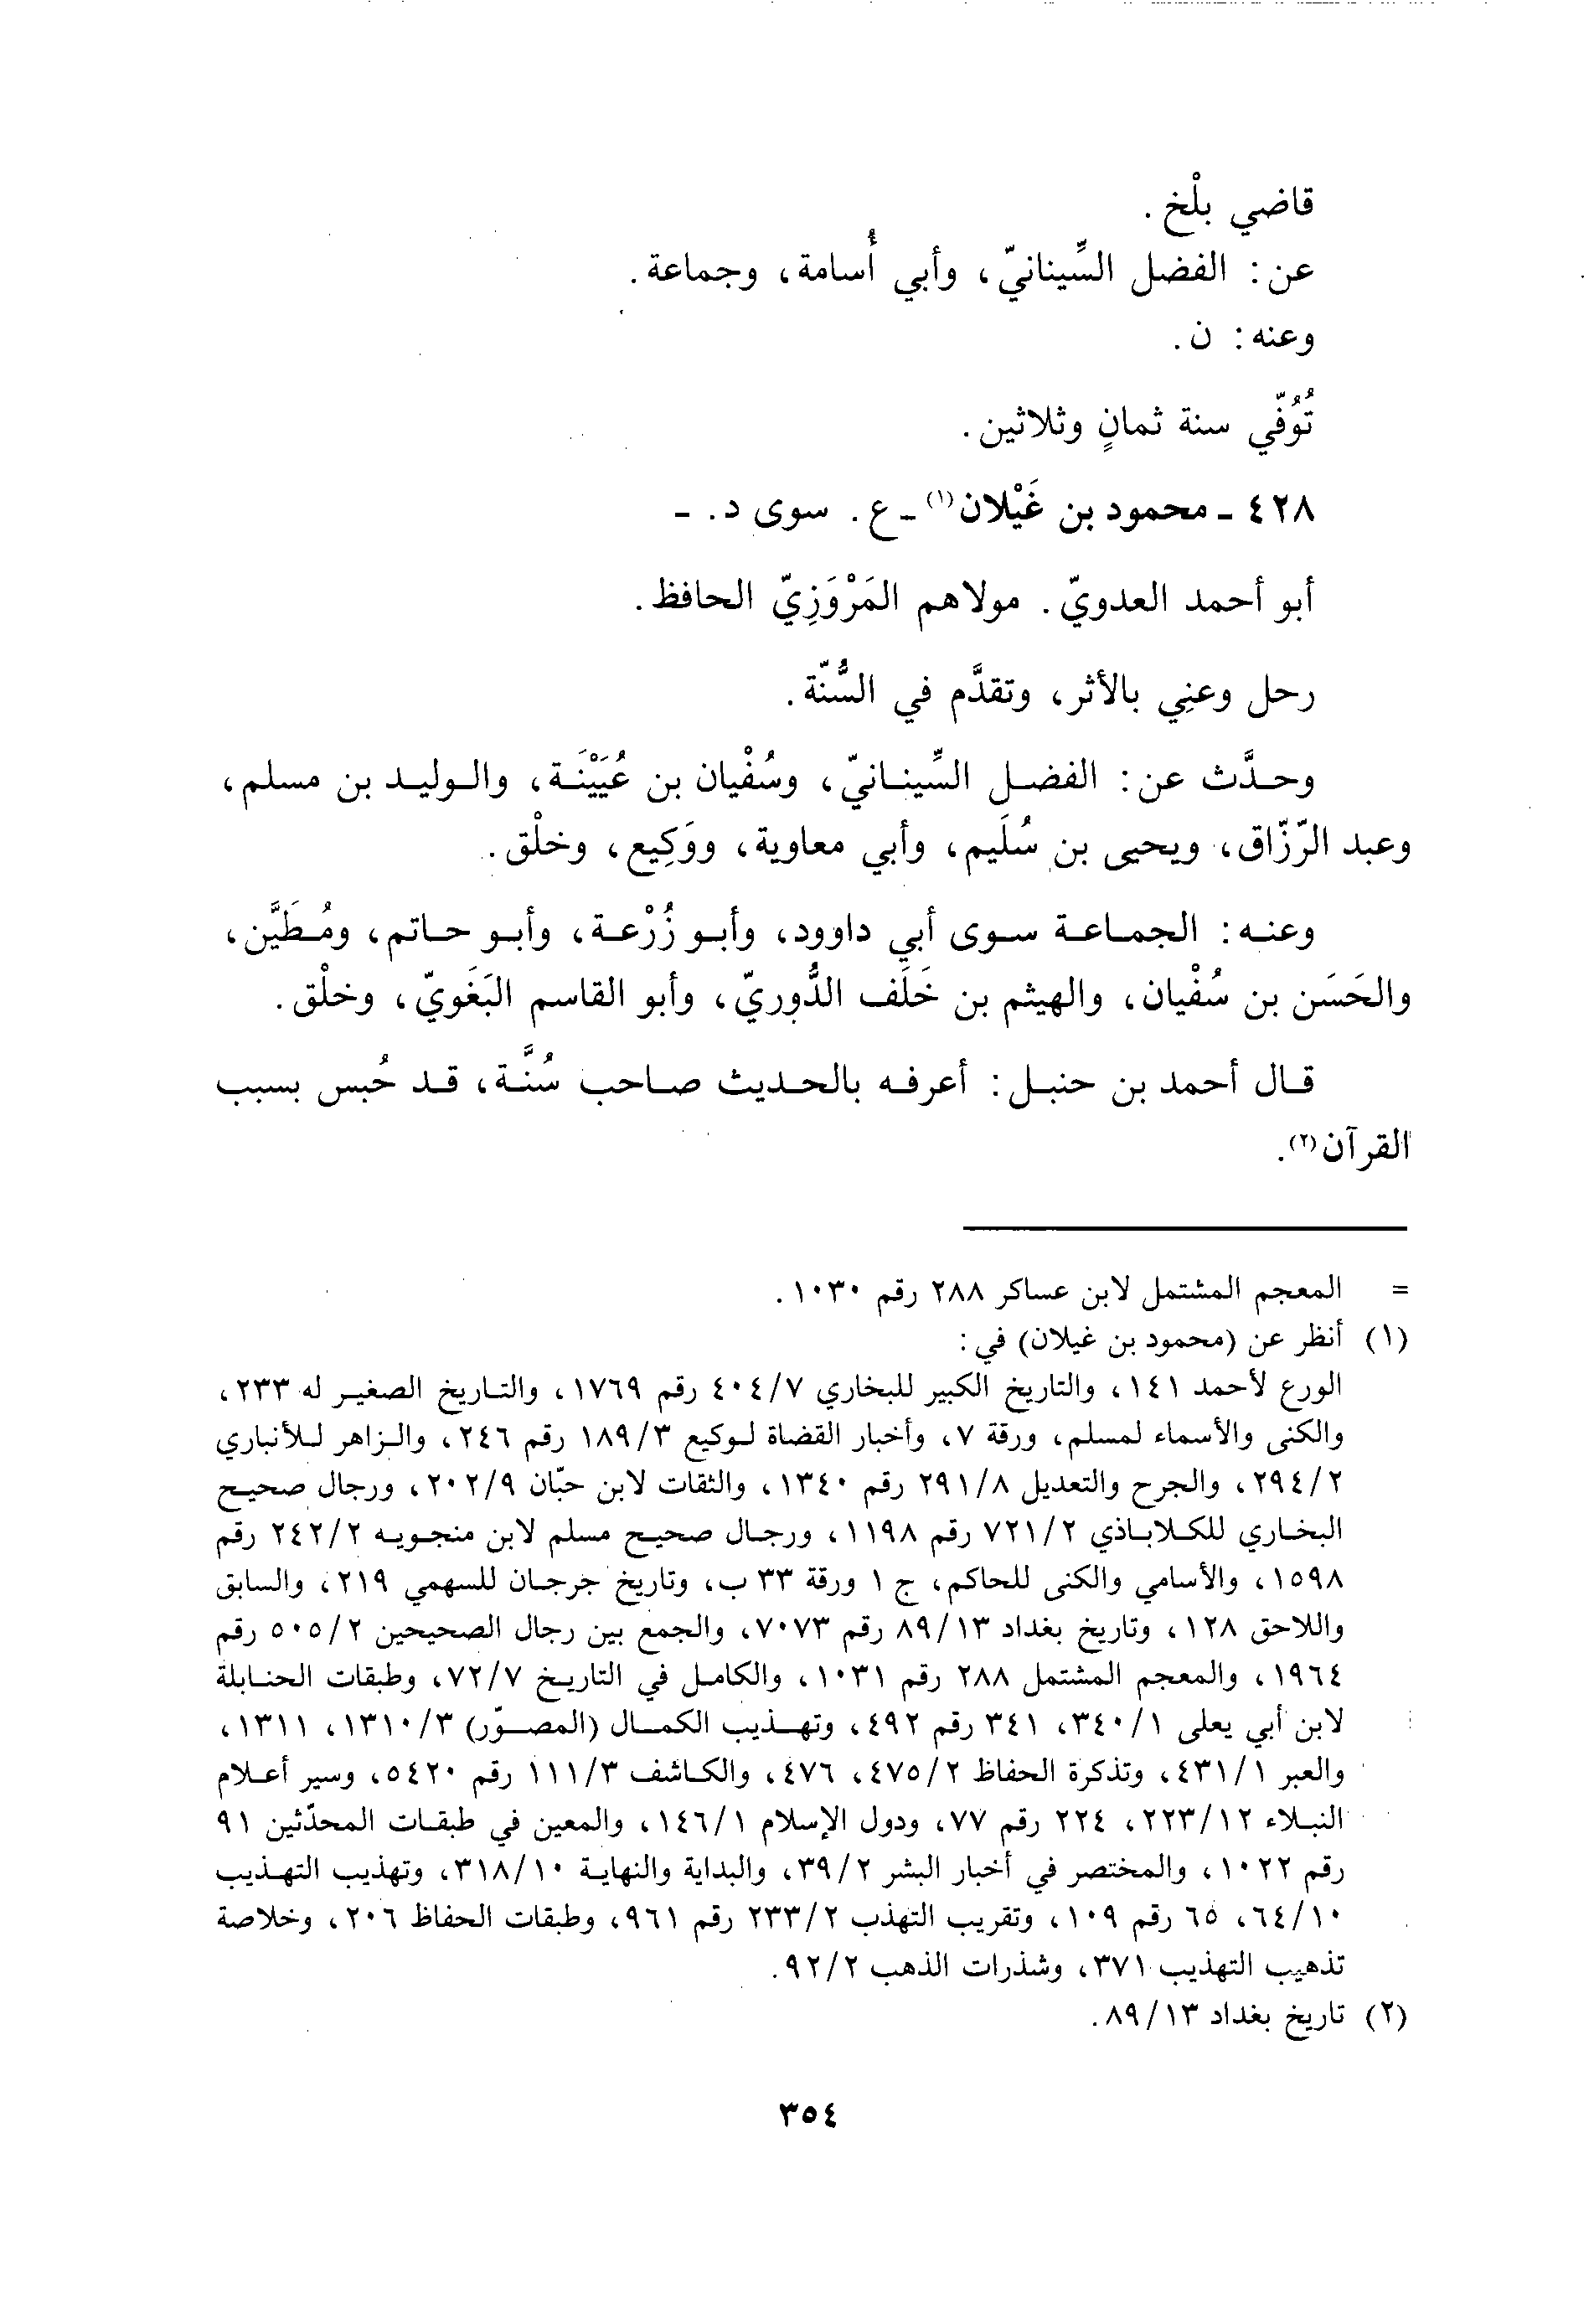 قاضي بلْخ.
عن: الفضل السِّينانيّ، وأبي أُسامة، وجماعة.
وعنه: ن.
تُوُفّي سنة ثمانٍ وثلاثين.
٤٢٨ - محمود بن غَيْلان(١) - ع. سوى د. -
أبو أحمد العدويّ. مولاهم المَرْوَزِيّ الحافظ.
رحل وعنِي بالأثر، وتقدَّم في السُّنّة.
وحدَّث عن: الفضل السِّينانيّ، وسُفْيان بن عُيَيْنَة، والوليد بن مسلم،
وعبد الرّزّاق، ويحيى بن سُلَيم، وأبي معاوية، ووَكِيع، وخلْق.
وعنه: الجماعة سوى أبي داوود، وأبو زُرْعة، وأبو حاتم، ومُطَيَّن،
والحَسَن بن سُفْيان، والهيثم بن خَلَف الدُّوريّ، وأبو القاسم البَغَويّ، وخلْق.
قال أحمد بن حنبل: أعرفه بالحديث صاحب سُنَّة، قد حُبس بسبب
القرآن(٢).
= المعجم المشتمل لابن عساكر ٢٨٨ رقم ١٠٣٠.
(١) أنظر عن (محمود بن غيلان) في:
الورع لأحمد ١٤١، والتاريخ الكبير للبخاري ٤٠٤/٧ رقم ١٧٦٩، والتاريخ الصغير له ٢٣٣،
والكنى والأسماء لمسلم، ورقة ٧، وأخبار القضاة لوكيع ١٨٩/٣ رقم ٢٤٦، والزاهر للأنباري
٢٩٤/٢، والجرح والتعديل ٢٩١/٨ رقم ١٣٤٠، والثقات لابن حبّان ٢٠٢/٩، ورجال صحيح
البخاري للكلاباذي ٧٢١/٢ رقم ١١٩٨، ورجال صحيح مسلم لابن منجويه ٢٤٢/٢ رقم
١٥٩٨، والأسامي والكنى للحاكم، ج ١ ورقة ٣٣ ب، وتاريخ جرجان للسهمي ٢١٩، والسابق
واللاحق ١٢٨، وتاريخ بغداد ٨٩/١٣ رقم ٧٠٧٣، والجمع بين رجال الصحيحين ٥٠٥/٢ رقم
١٩٦٤، والمعجم المشتمل ٢٨٨ رقم ١٠٣١، والكامل في التاريخ ٧٢/٧، وطبقات الحنابلة
لابن أبي يعلى ٣٤٠/١، ٣٤١ رقم ٤٩٢، وتهذيب الكمال (المصوّر) ١٣١٠/٣، ١٣١١،
والعبر ٤٣١/١، وتذكرة الحفاظ ٤٧٥/٢، ٤٧٦، والكاشف ١١١/٣ رقم ٥٤٢٠، وسير أعلام
النبلاء ٢٢٣/١٢، ٢٢٤ رقم ٧٧، ودول الإسلام ١٤٦/١، والمعين في طبقات المحدّثين ٩١
رقم ١٠٢٢، والمختصر في أخبار البشر ٣٩/٢، والبداية والنهاية ٣١٨/١٠، وتهذيب التهذيب
٦٤/١٠، ٦٥ رقم ١٠٩، وتقريب التهذب ٢٣٣/٢ رقم ٩٦١، وطبقات الحفاظ ٢٠٦، وخلاصة
تذهيب التهذيب ٣٧١، وشذرات الذهب ٩٢/٢.
(٢) تاريخ بغداد ٨٩/١٣.
٣٥٤